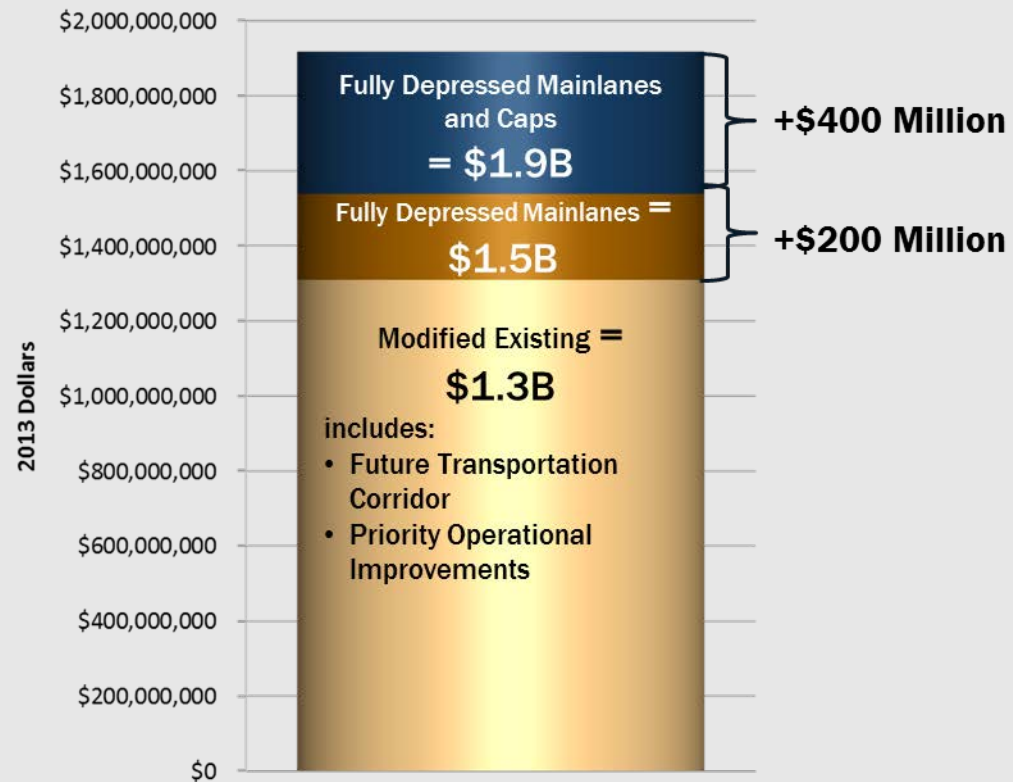 $2,000,000,000
$1,800,000,000
$1,600,000,000
$1,400,000,000
$1,200,000,000
$1,000,000,000
$800,000,000
$600,000,000
$400,000,000
$200,000,000
$0
2013 Dollars
Fully Depressed Mainlanes
and Caps
= $1.9B
Fully Depressed Mainlanes =
$1.5B
Modified Existing =
$1.3B
includes:
• Future Transportation
Corridor
• Priority Operational
Improvements
+$400 Million
+$200 Million